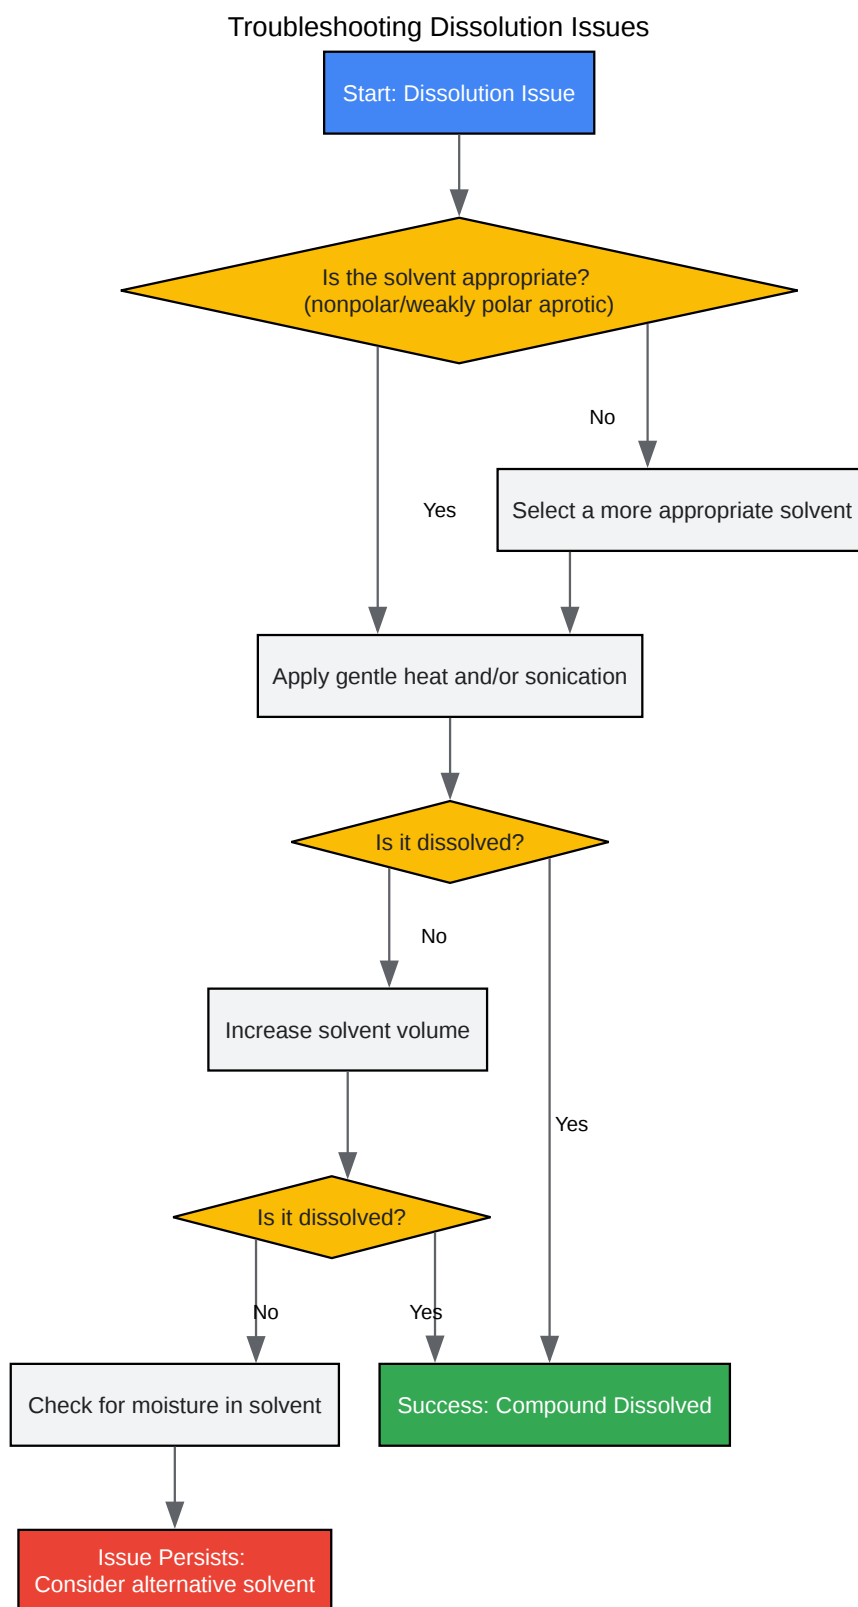 Troubleshooting Dissolution Issues
Start: Dissolution Issue
Is the solvent appropriate?
(nonpolar/weakly polar aprotic)
No
Yes
Select a more appropriate solvent
Apply gentle heat and/or sonication
Is it dissolved?
No
Increase solvent volume
Yes
Is it dissolved?
No
Yes
Check for moisture in solvent
Success: Compound Dissolved
Issue Persists:
Consider alternative solvent